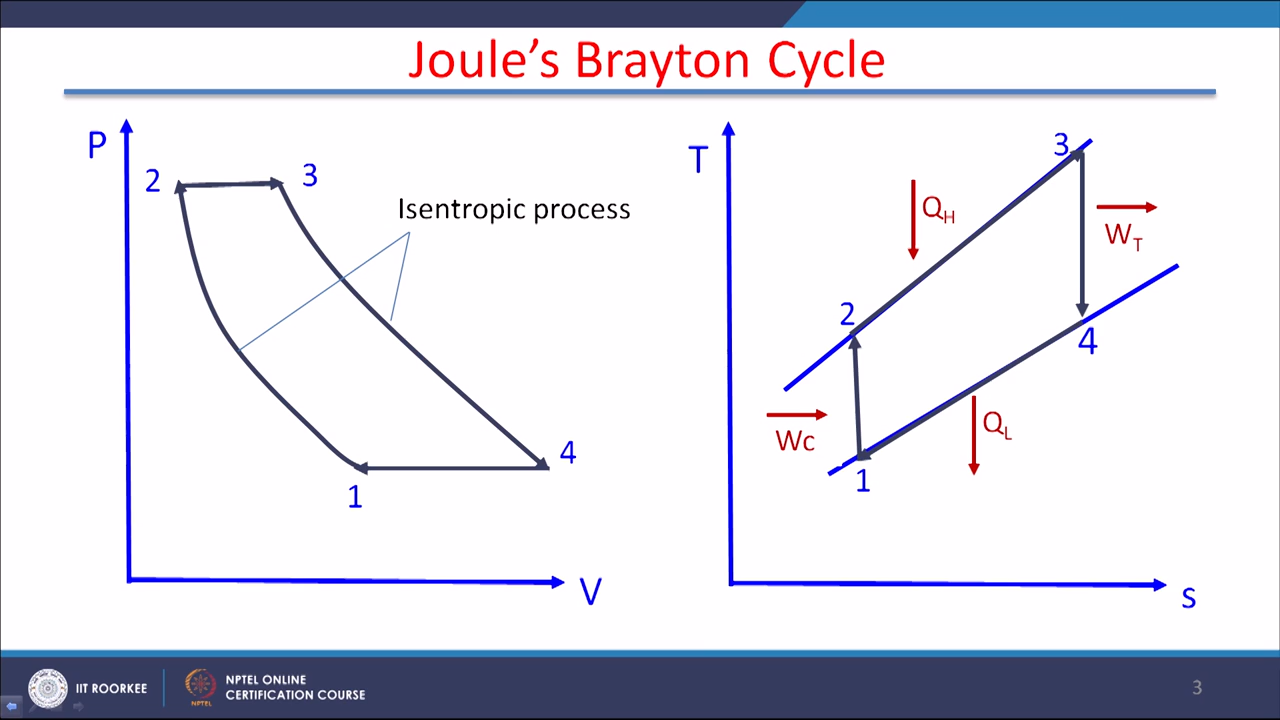 Joule's Brayton Cycle
P
2
3
Isentropic process
1
4
V
T
3
Q_H
W_T
2
4
Wc
Q_L
1
s
IIT ROORKEE
NPTEL
NPTEL ONLINE
CERTIFICATION COURSE
3